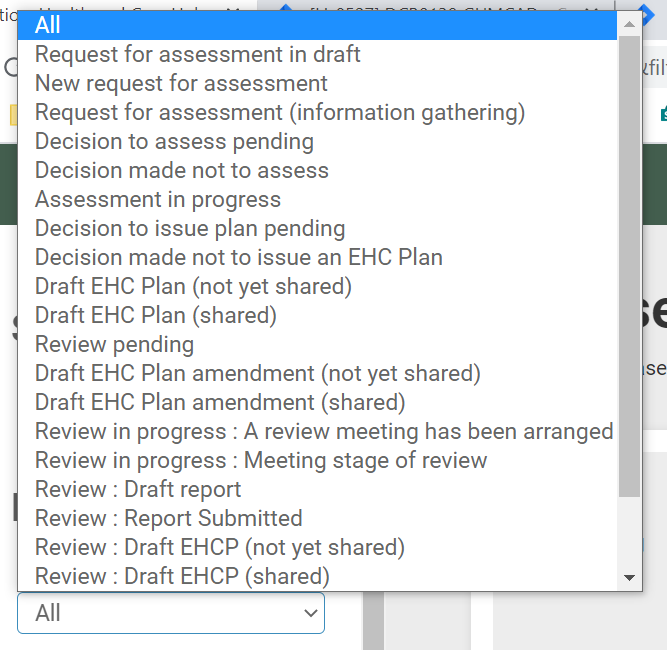 All
Request for assessment in draft
New request for assessment
Request for assessment (information gathering)
Decision to assess pending
Decision made not to assess
Assessment in progress
Decision to issue plan pending
Decision made not to issue an EHC Plan
Draft EHC Plan (not yet shared)
Draft EHC Plan (shared)
Review pending
Draft EHC Plan amendment (not yet shared)
Draft EHC Plan amendment (shared)
Review in progress : A review meeting has been arranged
Review in progress : Meeting stage of review
Review : Draft report
Review : Report Submitted
Review : Draft EHCP (not yet shared)
Review : Draft EHCP (shared)
All